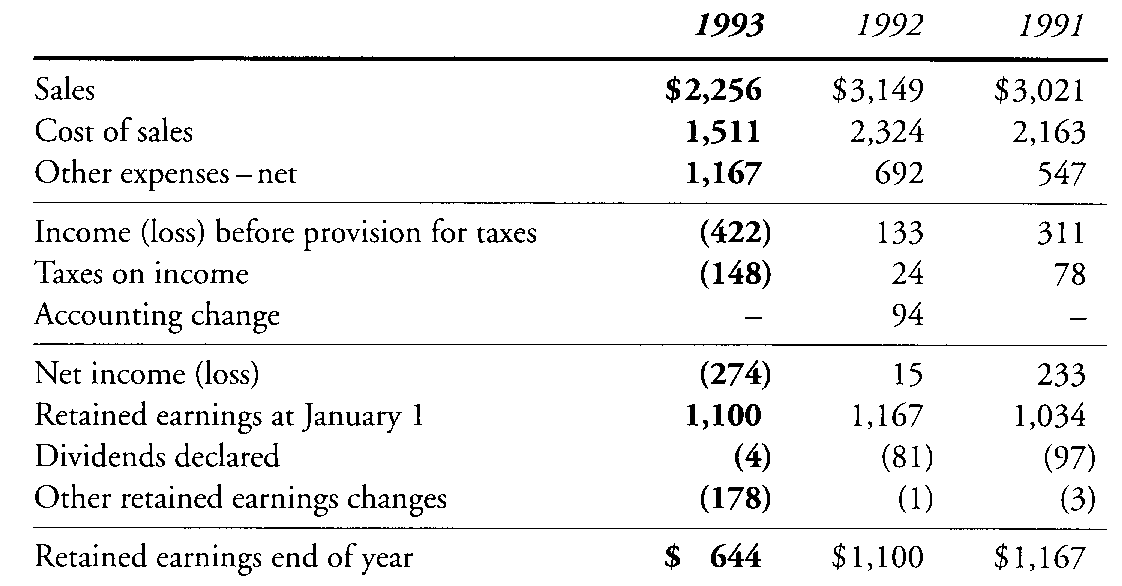 1993 1992 1991
Sales $2,256 $3,149 $3,021
Cost of sales 1,511 2,324 2,163
Other expenses – net 1,167 692 547
Income (loss) before provision for taxes (422) 133 311
Taxes on income (148) 24 78
Accounting change – 94 –
Net income (loss) (274) 15 233
Retained earnings at January 1 1,100 1,167 1,034
Dividends declared (4) (81) (97)
Other retained earnings changes (178) (1) (3)
Retained earnings end of year $ 644 $1,100 $1,167